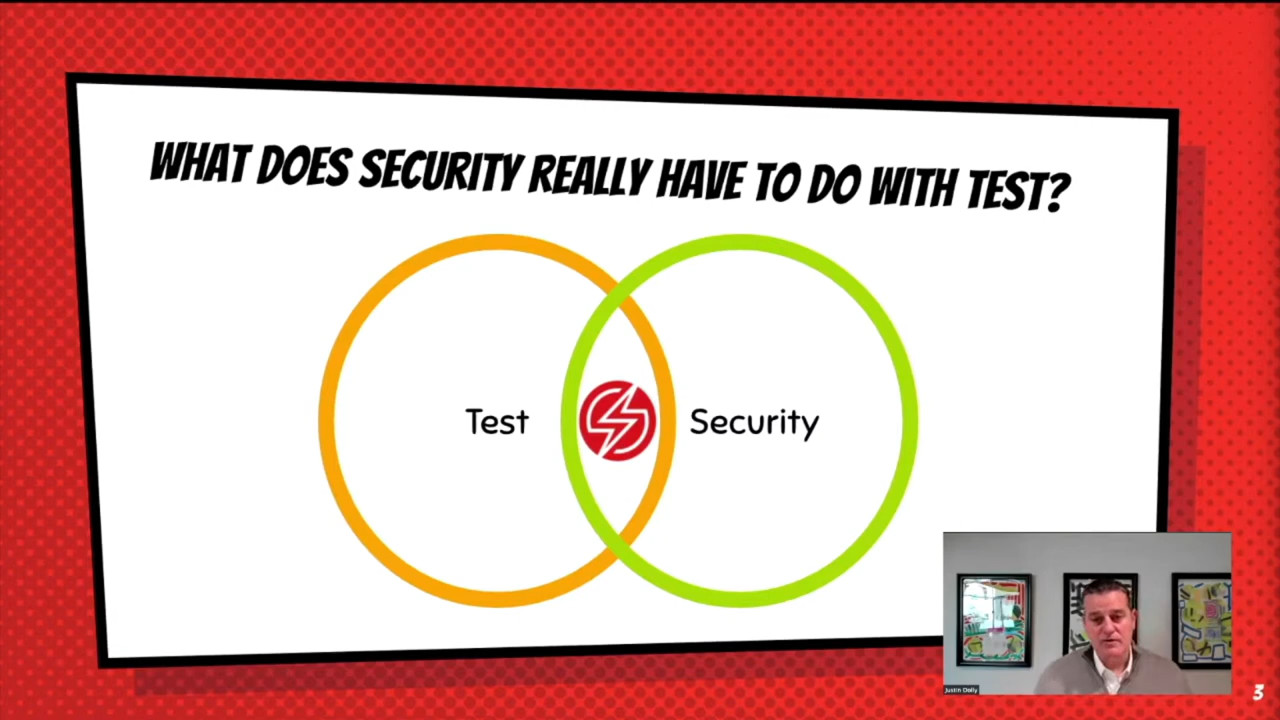 WHAT DOES SECURITY REALLY HAVE TO DO WITH TEST?
Test
Security
Justin Dolly
3